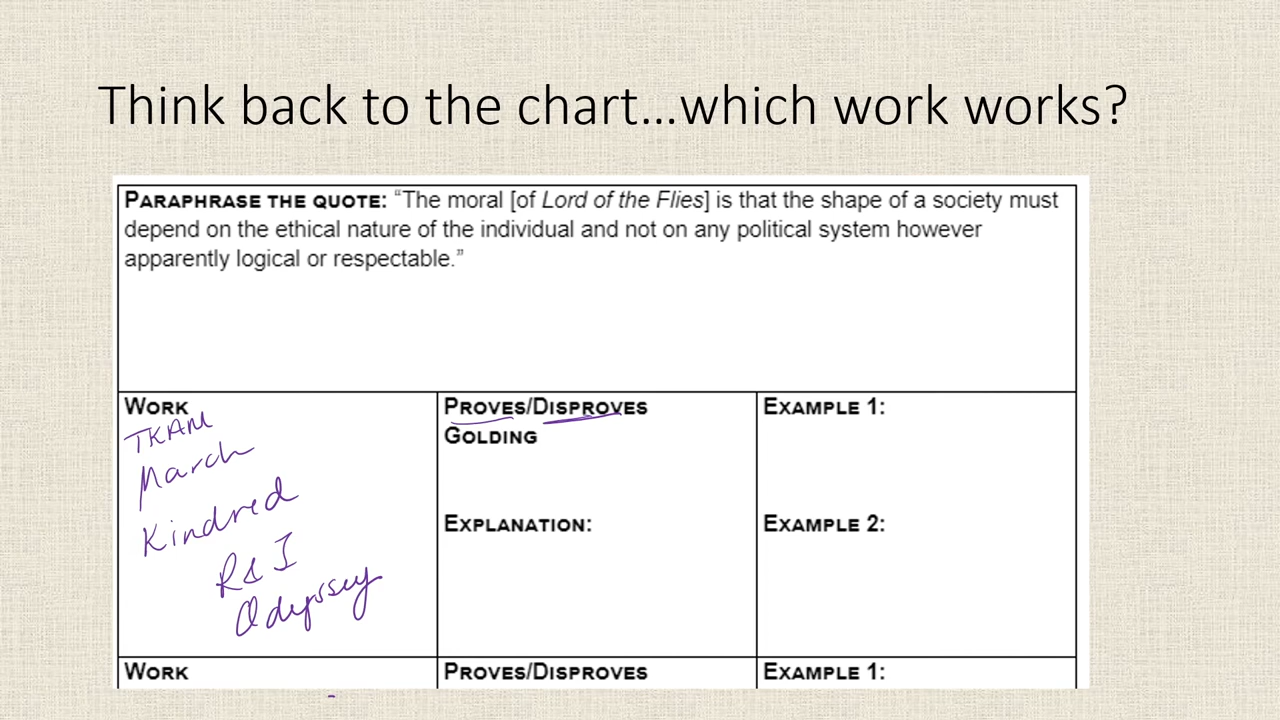 Think back to the chart...which work works?
PARAPHRASE THE QUOTE: “The moral [of Lord of the Flies] is that the shape of a society must
depend on the ethical nature of the individual and not on any political system however
apparently logical or respectable.”
WORK
TKAM
March
Kindred
R&J
Odyssey
PROVES/DISPROVES
GOLDING
EXPLANATION:
EXAMPLE 1:
EXAMPLE 2:
WORK
PROVES/DISPROVES
EXAMPLE 1: